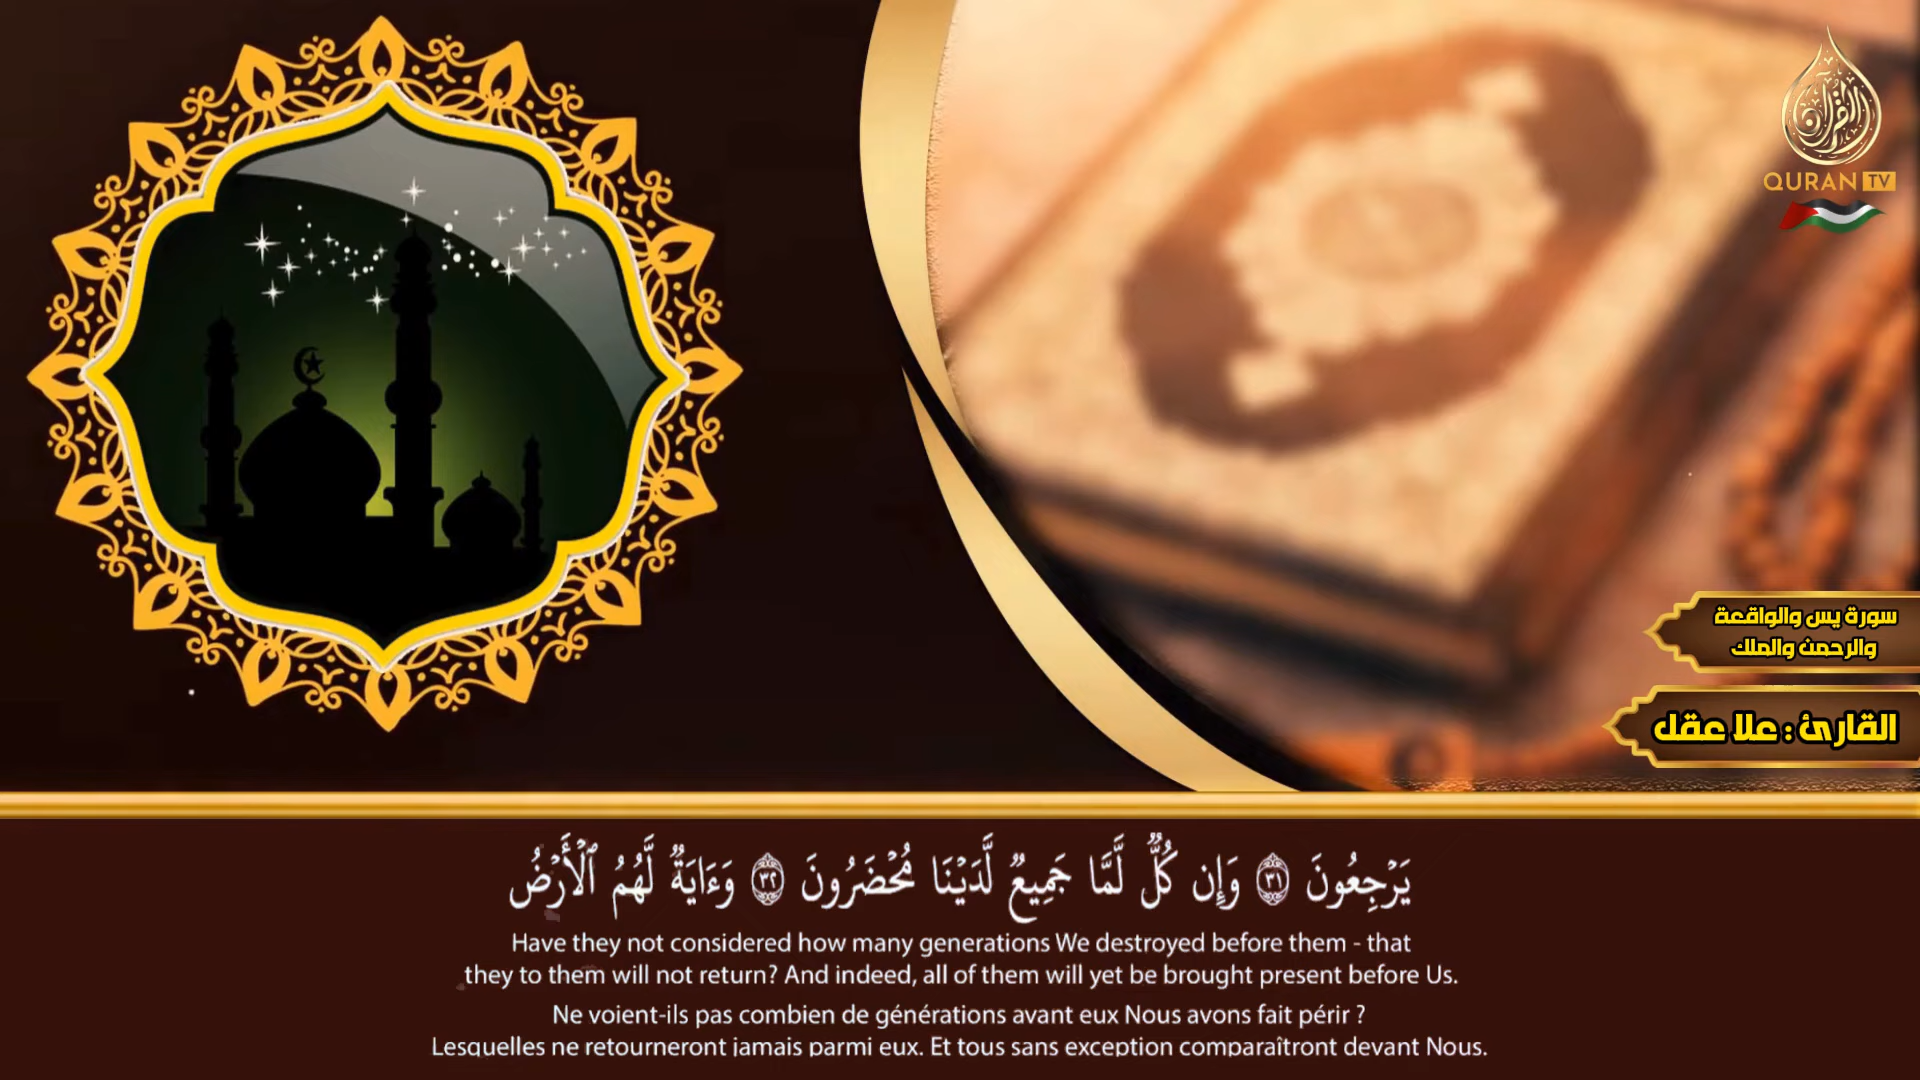 القرآن
QURAN TV
سورة يس والواقعة
والرحمن والملك
القارئ : علا عقل
يَرْجِعُونَ ٣١ وَإِن كُلٌّ لَّمَّا جَمِيعٌ لَّدَيْنَا مُحْضَرُونَ ٣٢ وَءَايَةٌ لَّهُمُ ٱلْأَرْضُ
Have they not considered how many generations We destroyed before them - that
they to them will not return? And indeed, all of them will yet be brought present before Us.
Ne voient-ils pas combien de générations avant eux Nous avons fait périr ?
Lesquelles ne retourneront jamais parmi eux. Et tous sans exception comparaîtront devant Nous.